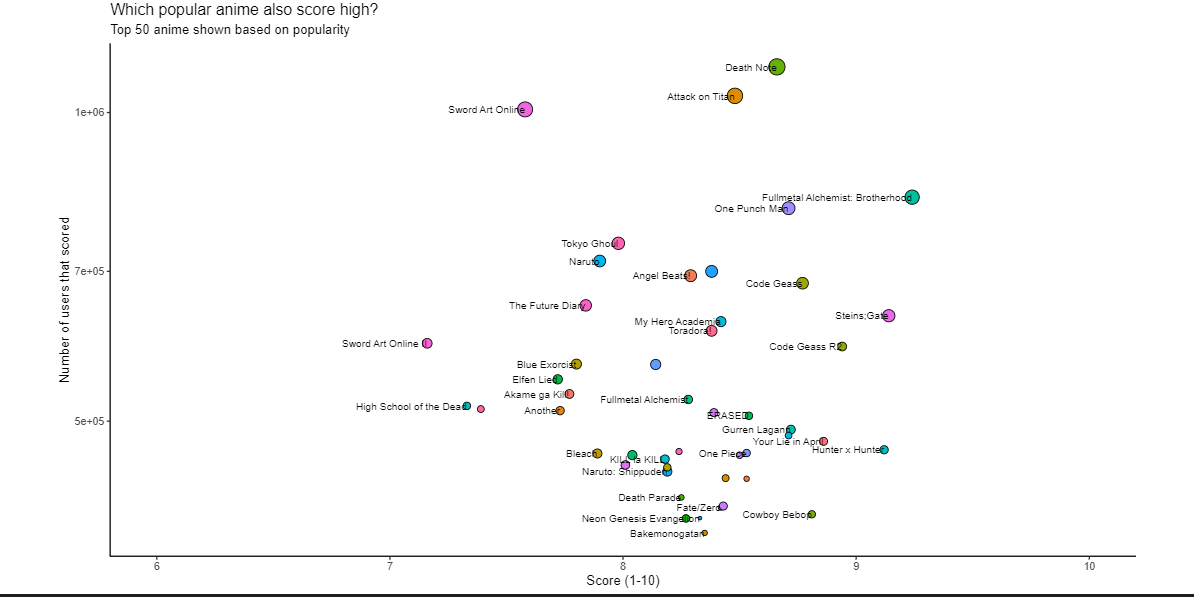 Which popular anime also score high?
Top 50 anime shown based on popularity
Death Note
Attack on Titan
Sword Art Online
1e+06
Fullmetal Alchemist: Brotherhood
One Punch Man
Tokyo Ghoul
Naruto
7e+05
Angel Beats!
Code Geass
The Future Diary
Steins;Gate
My Hero Academia
Toradora!
Sword Art Online II
Code Geass R2
Blue Exorcist
Elfen Lied
Akame ga Kill!
Fullmetal Alchemist
High School of the Dead
Another
ERASED
5e+05
Gurren Lagann
Your Lie in April
Hunter x Hunter
Bleach
One Piece
KILL la KILL
Naruto: Shippuden
Death Parade
Fate/Zero
Cowboy Bebop
Neon Genesis Evangelion
Bakemonogatari
Number of users that scored
6 7 8 9 10
Score (1-10)